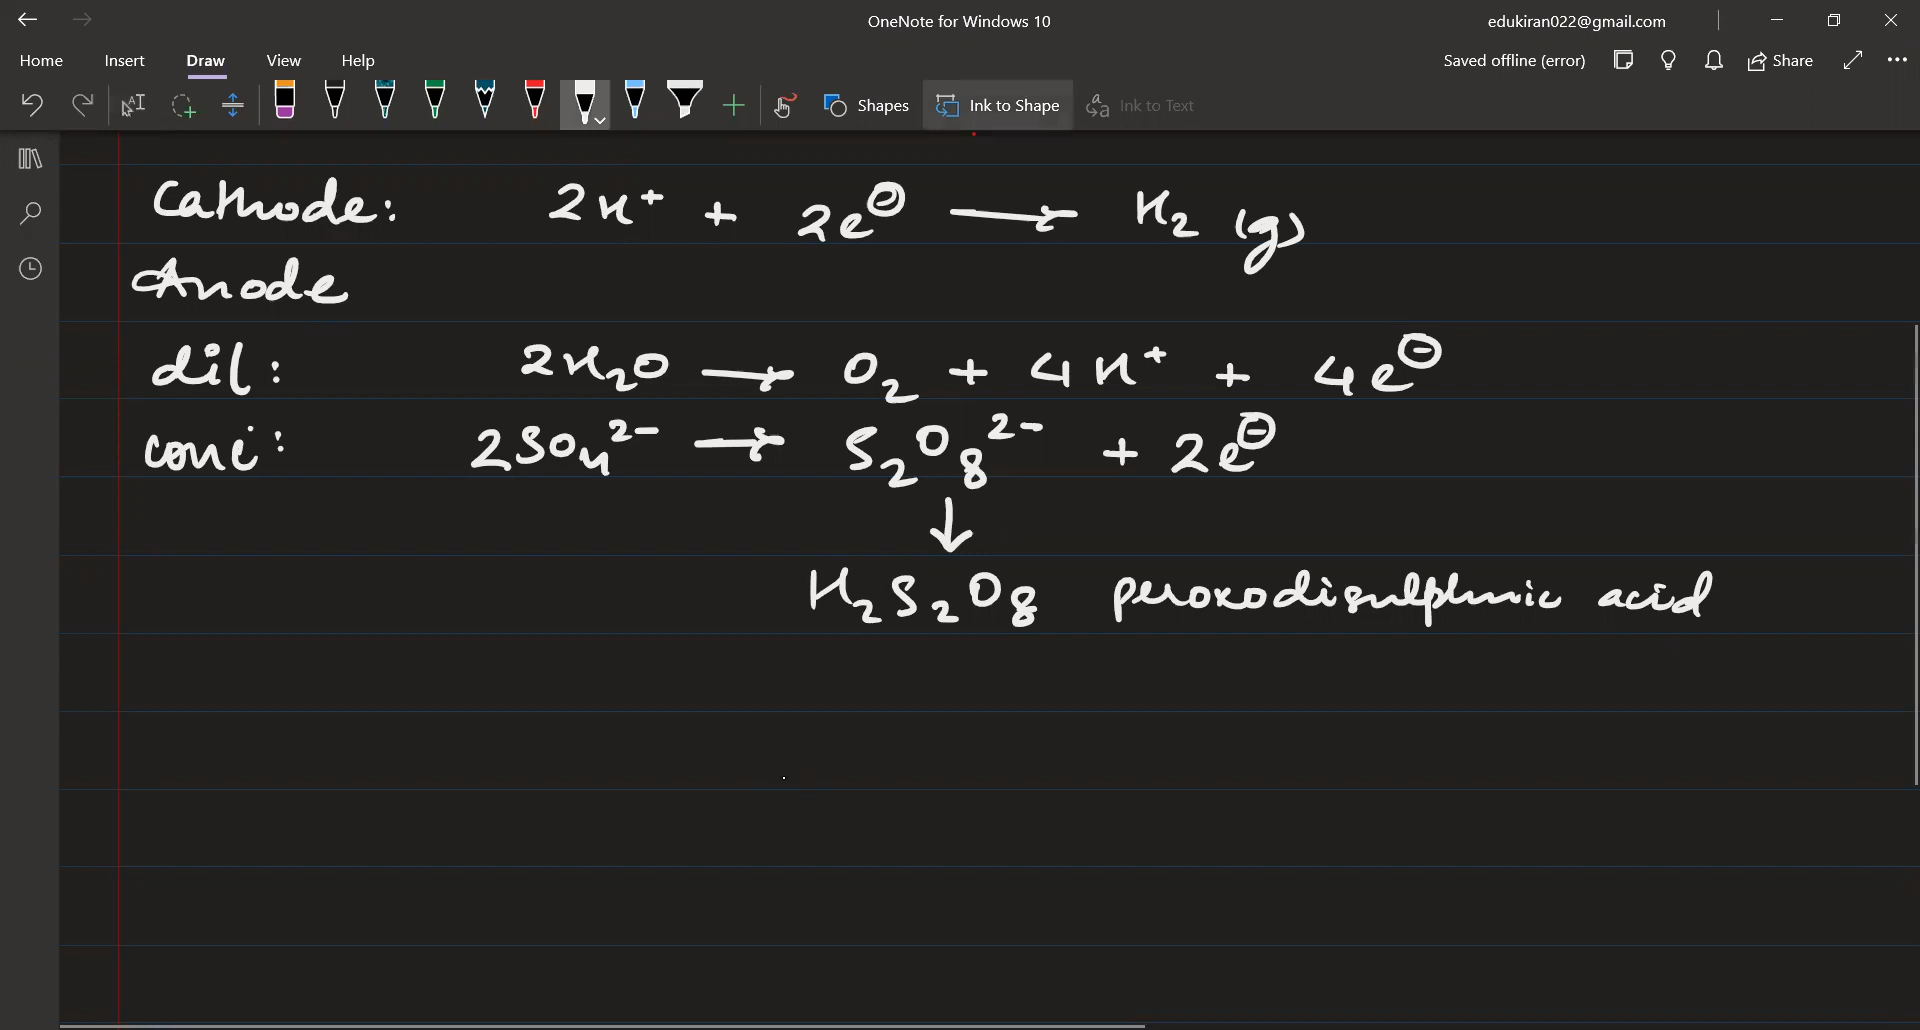 OneNote for Windows 10
edukiran022@gmail.com
Home Insert Draw View Help
Saved offline (error) Share
Shapes Ink to Shape Ink to Text
Cathode: 2H⁺ + 2e⊖ → H₂ (g)
Anode
dil: 2H₂O → O₂ + 4H⁺ + 4e⊖
conc: 2SO₄²⁻ → S₂O₈²⁻ + 2e⊖
↓
H₂S₂O₈ peroxodisulphuric acid